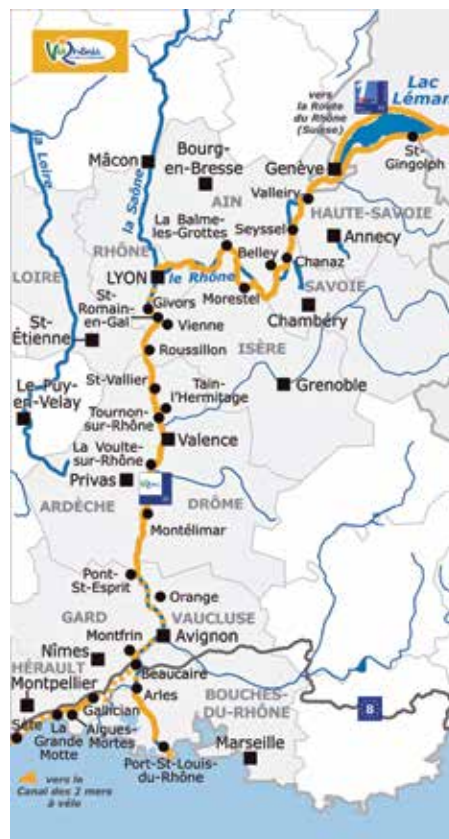 ViaRhôna
vers
la Route
du Rhône
(Suisse)
Lac
Léman
St-
Gingolph
la Loire
Mâcon
la Saône
Bourg-
en-Bresse
Genève
AIN
Valleiry
HAUTE-SAVOIE
La Balme-
les-Grottes
Seyssel
Annecy
RHÔNE
Belley
Chanaz
LOIRE
LYON
le Rhône
SAVOIE
Morestel
St-
Romain-
en-Gal
Givors
Vienne
Chambéry
St-
Étienne
Roussillon
ISÈRE
St-Vallier
Tain-
l'Hermitage
Grenoble
Le-Puy-
en-Velay
Tournon-
sur-Rhône
Valence
La Voulte-
sur-Rhône
Privas
ARDÈCHE
DRÔME
Montélimar
Pont-
St-Esprit
Orange
GARD
VAUCLUSE
Montfrin
Avignon
Nîmes
HÉRAULT
Beaucaire
Montpellier
Arles
BOUCHES-
DU-RHÔNE
8
Gallician
Sète
La
Grande
Motte
Aigues-
Mortes
Marseille
Port-St-Louis-
du-Rhône
vers le
Canal des 2 mers
à vélo